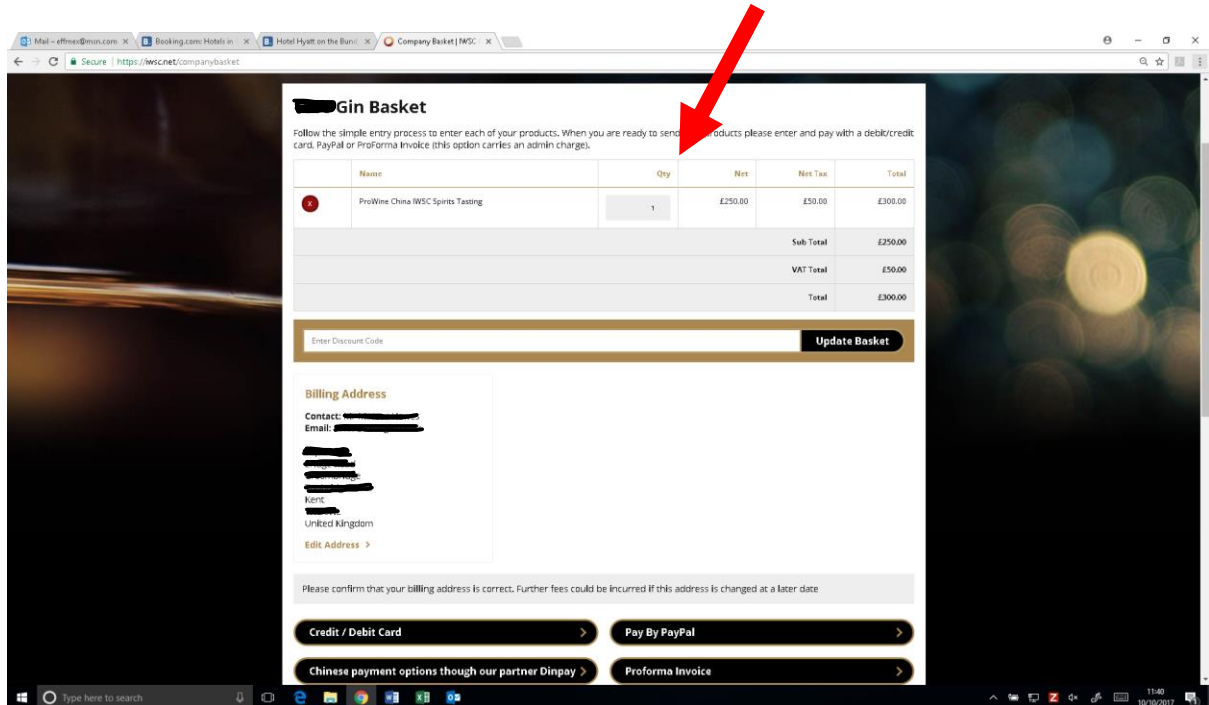 Mail – effmex@msn.com
Booking.com: Hotels in
Hotel Hyatt on the Bund
Company Basket | IWSC
Secure | https://iwsc.net/companybasket
Gin Basket
Follow the simple entry process to enter each of your products. When you are ready to send products please enter and pay with a debit/credit
card, PayPal or ProForma Invoice (this option carries an admin charge).
Name Qty Net Net Tax Total
x ProWine China IWSC Spirits Tasting 1 £250.00 £50.00 £300.00
Sub Total £250.00
VAT Total £50.00
Total £300.00
Enter Discount Code Update Basket
Billing Address
Contact:
Email:
Kent
United Kingdom
Edit Address >
Please confirm that your billing address is correct. Further fees could be incurred if this address is changed at a later date
Credit / Debit Card > Pay By PayPal >
Chinese payment options though our partner Dinpay > Proforma Invoice >
Type here to search
11:40
10/10/2017